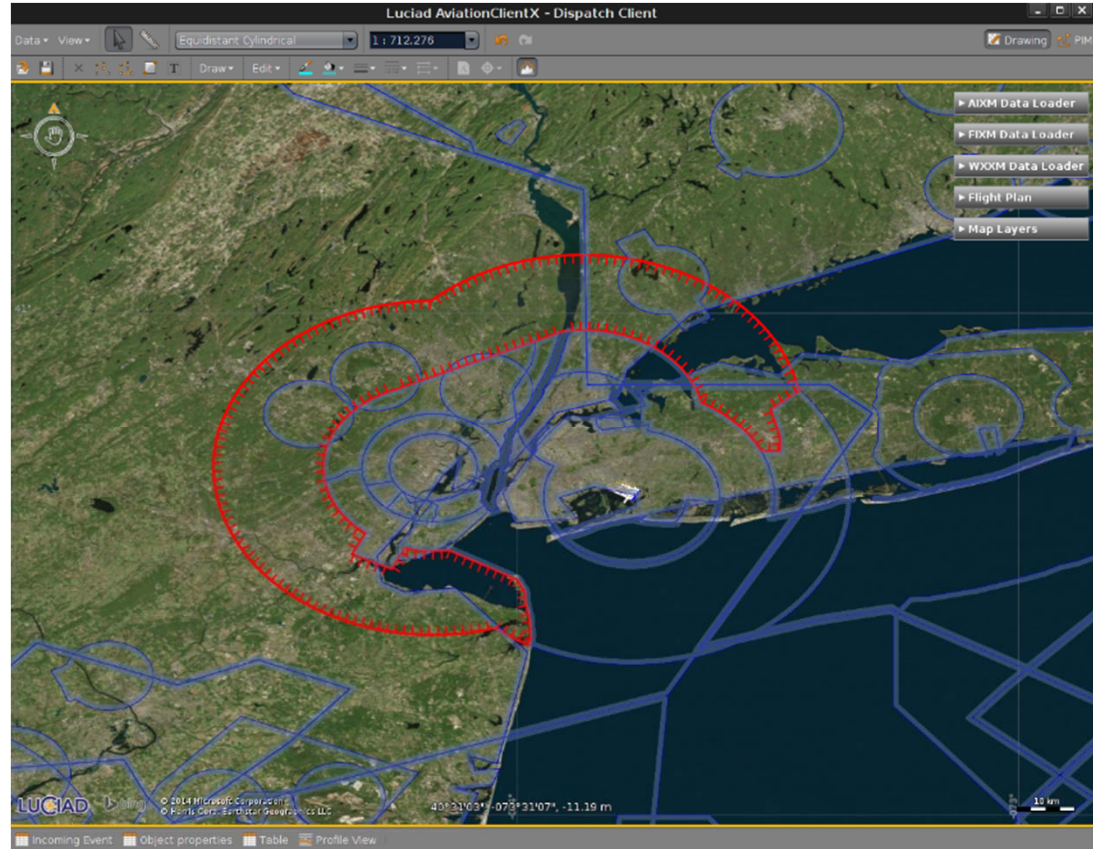 Luciad AviationClientX - Dispatch Client
Data View Equidistant Cylindrical 1:712,276 Drawing PIM
T Draw Edit
AIXM Data Loader
FIXM Data Loader
WXXM Data Loader
Flight Plan
Map Layers
41°
LUCIAD bing © 2014 Microsoft Corporation
© Harris Corp, Earthstar Geographics LLC
40°31'03" -073°31'07", -11.19 m
10 km
Incoming Event Object properties Table Profile View